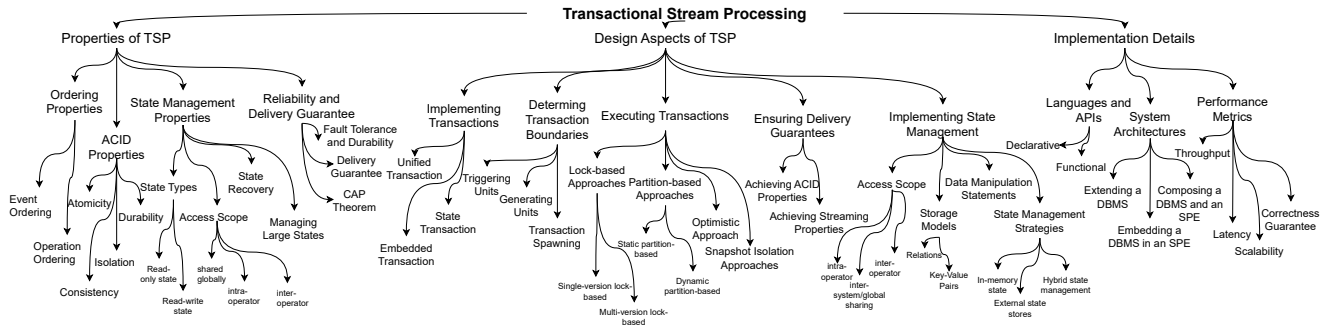 Transactional Stream Processing
Properties of TSP
Design Aspects of TSP
Implementation Details
Ordering
Properties
ACID
Properties
State Management
Properties
Reliability and
Delivery Guarantee
Event
Ordering
Operation
Ordering
Atomicity
Consistency
Isolation
Durability
State Types
Read-
only state
Read-write
state
Access Scope
shared
globally
intra-
operator
inter-
operator
State
Recovery
Managing
Large States
Fault Tolerance
and Durability
Delivery
Guarantee
CAP
Theorem
Implementing
Transactions
Determing
Transaction
Boundaries
Executing Transactions
Ensuring Delivery
Guarantees
Implementing State
Management
Unified
Transaction
Embedded
Transaction
State
Transaction
Triggering
Units
Generating
Units
Transaction
Spawning
Lock-based
Approaches
Single-version lock-
based
Multi-version lock-
based
Partition-based
Approaches
Static partition-
based
Dynamic
partition-based
Optimistic
Approach
Snapshot Isolation
Approaches
Achieving ACID
Properties
Achieving Streaming
Properties
Access Scope
intra-
operator
inter-
system/global
sharing
inter-
operator
Storage
Models
Relations
Key-Value
Pairs
Data Manipulation
Statements
State Management
Strategies
In-memory
state
External state
stores
Hybrid state
management
Languages and
APIs
System
Architectures
Performance
Metrics
Declarative
Functional
Extending a
DBMS
Embedding a
DBMS in an SPE
Composing a
DBMS and an
SPE
Throughput
Latency
Scalability
Correctness
Guarantee